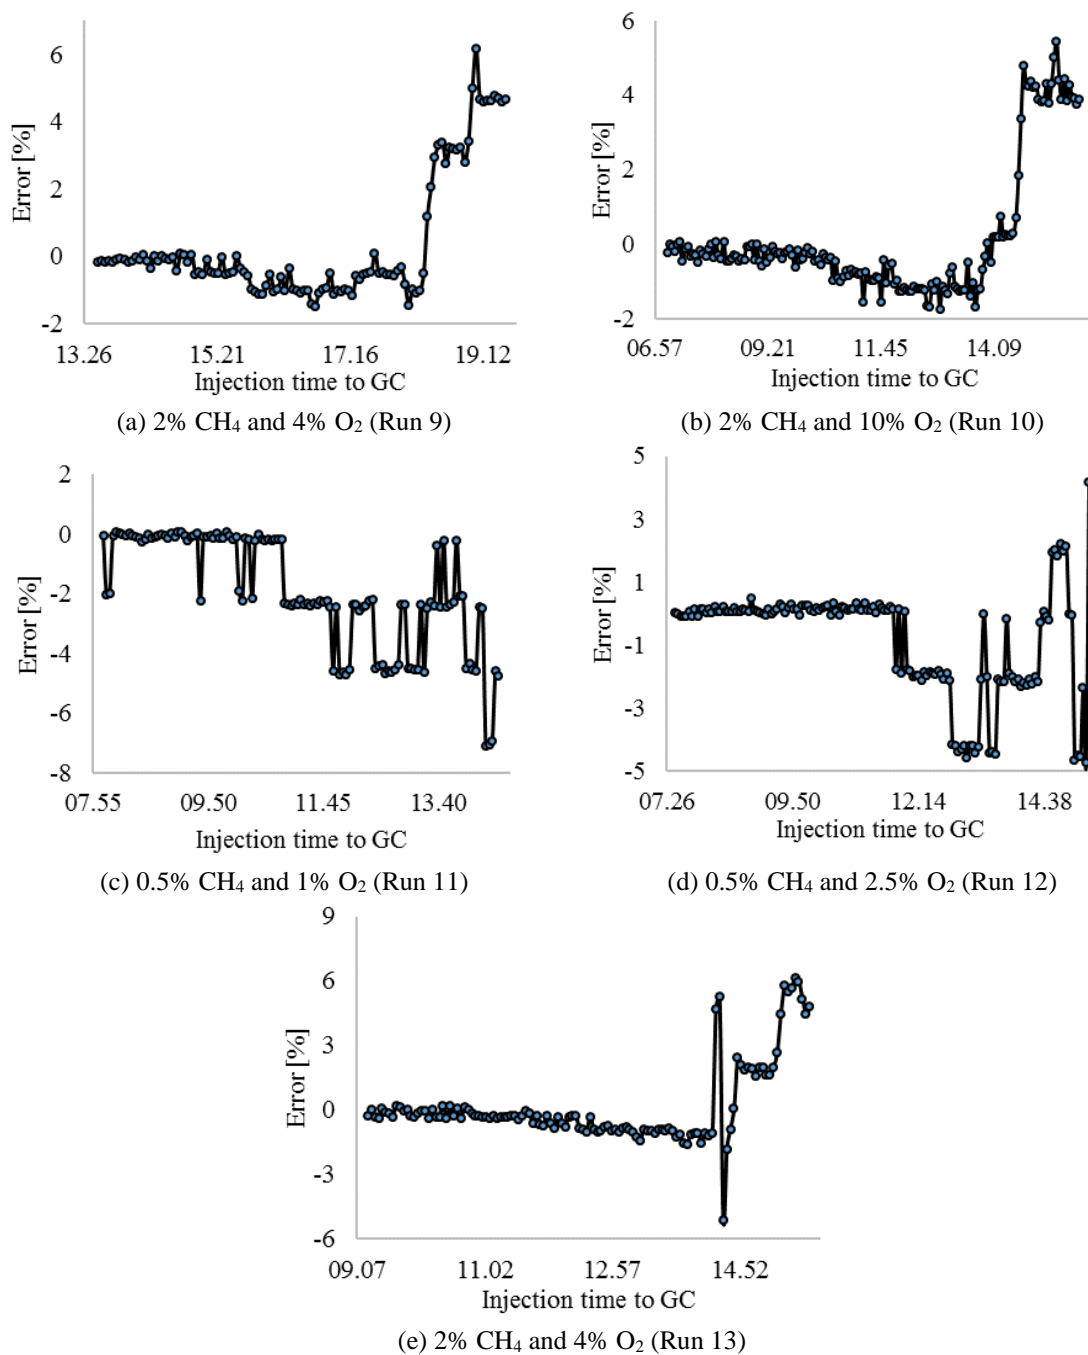 6
4
2
0
-2
Error [%]
13.26 15.21 17.16 19.12
Injection time to GC
(a) 2% CH₄ and 4% O₂ (Run 9)
6
4
2
0
-2
Error [%]
06.57 09.21 11.45 14.09
Injection time to GC
(b) 2% CH₄ and 10% O₂ (Run 10)
2
0
-2
-4
-6
-8
Error [%]
07.55 09.50 11.45 13.40
Injection time to GC
(c) 0.5% CH₄ and 1% O₂ (Run 11)
5
3
1
-1
-3
-5
Error [%]
07.26 09.50 12.14 14.38
Injection time to GC
(d) 0.5% CH₄ and 2.5% O₂ (Run 12)
9
6
3
0
-3
-6
Error [%]
09.07 11.02 12.57 14.52
Injection time to GC
(e) 2% CH₄ and 4% O₂ (Run 13)